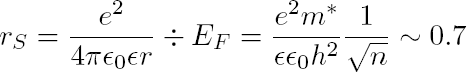 r_S = \frac{e^2}{4\pi\epsilon_0\epsilon r} \div E_F = \frac{e^2 m^*}{\epsilon\epsilon_0 h^2} \frac{1}{\sqrt{n}} \sim 0.7